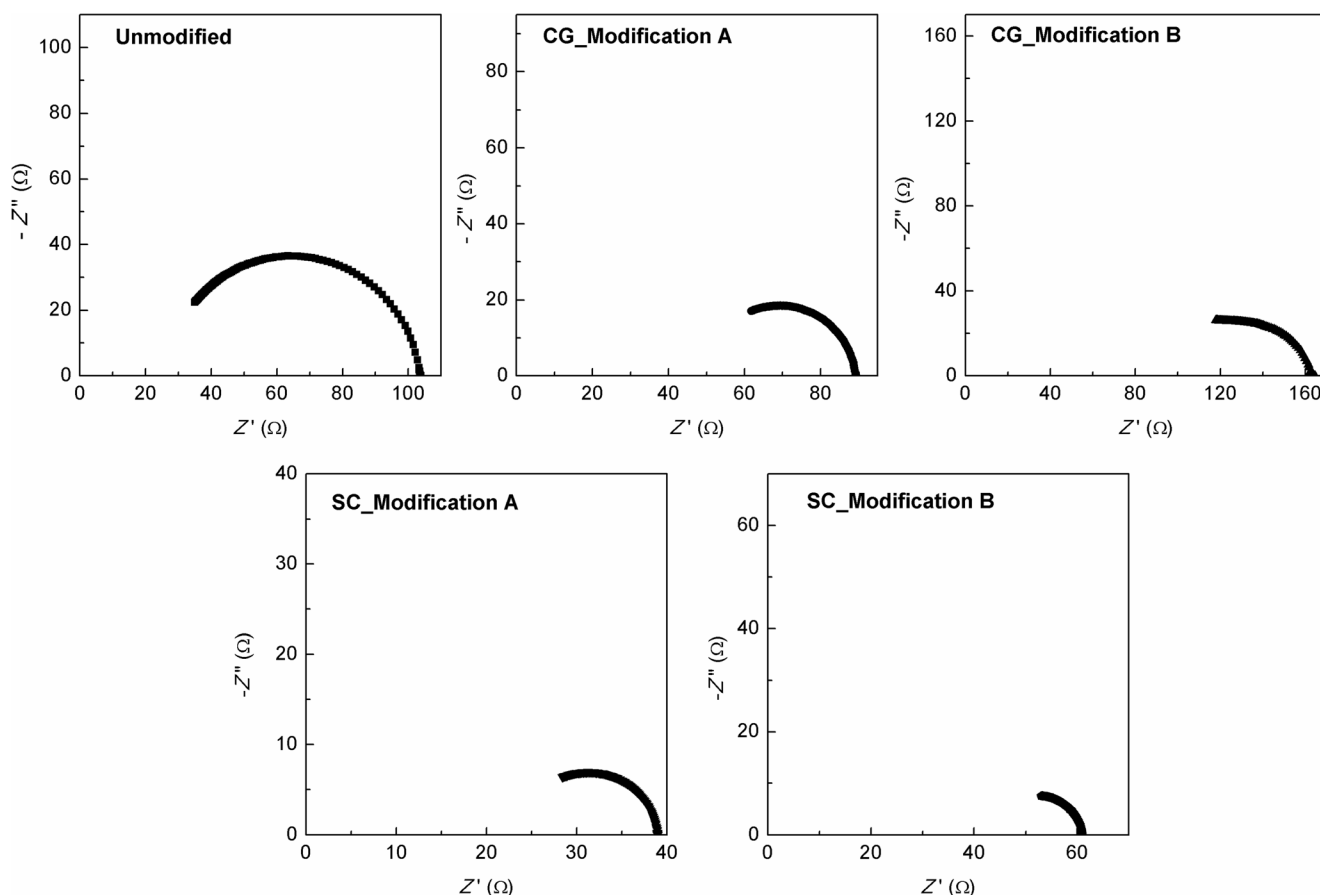 Unmodified
100
80
60
40
20
0
- Z" (Ω)
0 20 40 60 80 100
Z' (Ω)
CG_Modification A
80
60
40
20
0
- Z" (Ω)
0 20 40 60 80
Z' (Ω)
CG_Modification B
160
120
80
40
0
-Z" (Ω)
0 40 80 120 160
Z' (Ω)
SC_Modification A
40
30
20
10
0
-Z" (Ω)
0 10 20 30 40
Z' (Ω)
SC_Modification B
60
40
20
0
-Z" (Ω)
0 20 40 60
Z' (Ω)